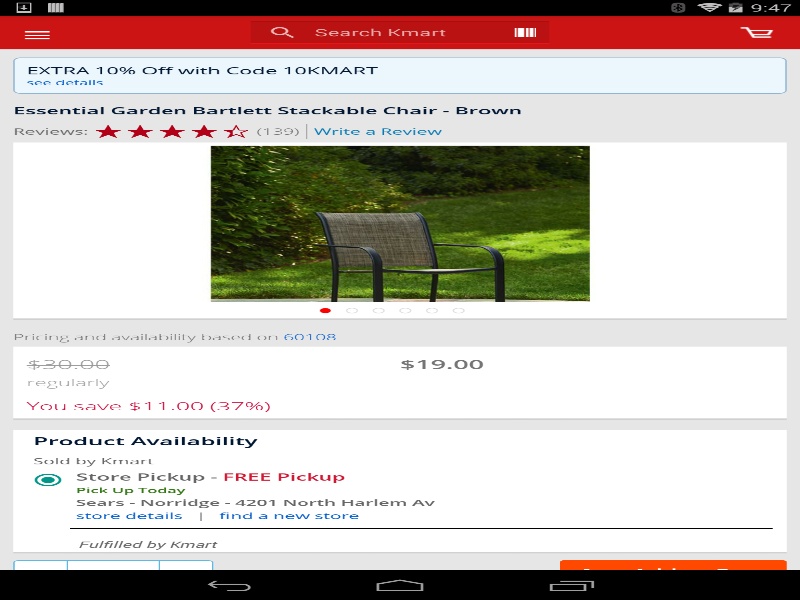 9:47
Search Kmart
EXTRA 10% Off with Code 10KMART
see details
Essential Garden Bartlett Stackable Chair - Brown
Reviews: (139) | Write a Review
Pricing and availability based on 60108
$30.00 $19.00
regularly
You save $11.00 (37%)
Product Availability
Sold by Kmart
Store Pickup - FREE Pickup
Pick Up Today
Sears - Norridge - 4201 North Harlem Av
store details | find a new store
Fulfilled by Kmart